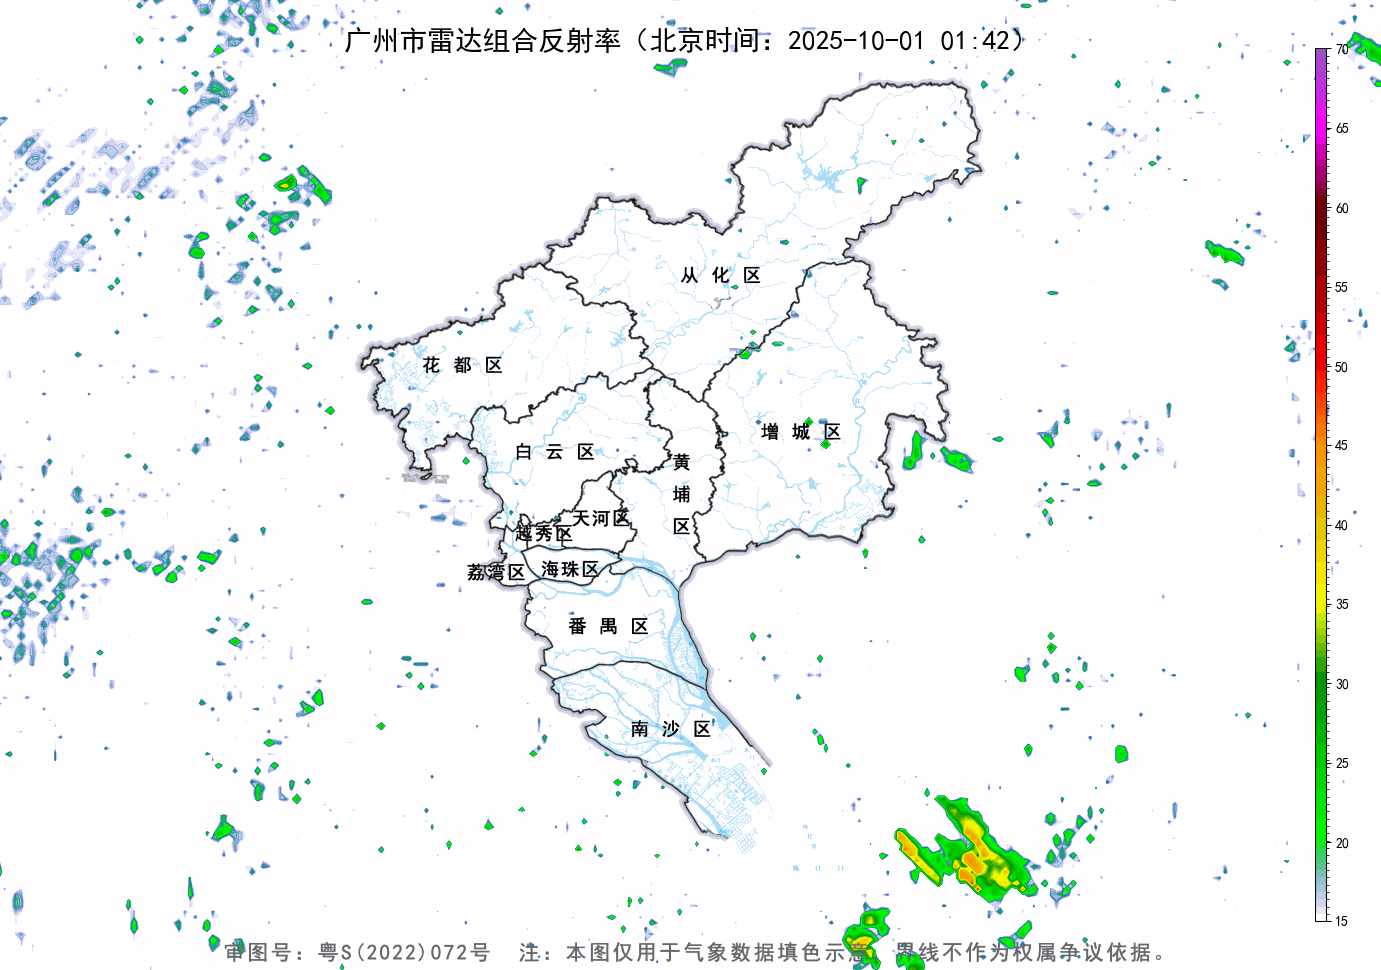 广州市雷达组合反射率（北京时间：2025-10-01 01:42）
70
65
60
55
50
45
40
35
30
25
20
15
从化区
花都区
增城区
白云区
黄埔区
天河区
越秀区
荔湾区
海珠区
番禺区
南沙区
审图号：粤S(2022)072号 注：本图仅用于气象数据填色示意 界线不作为权属争议依据。